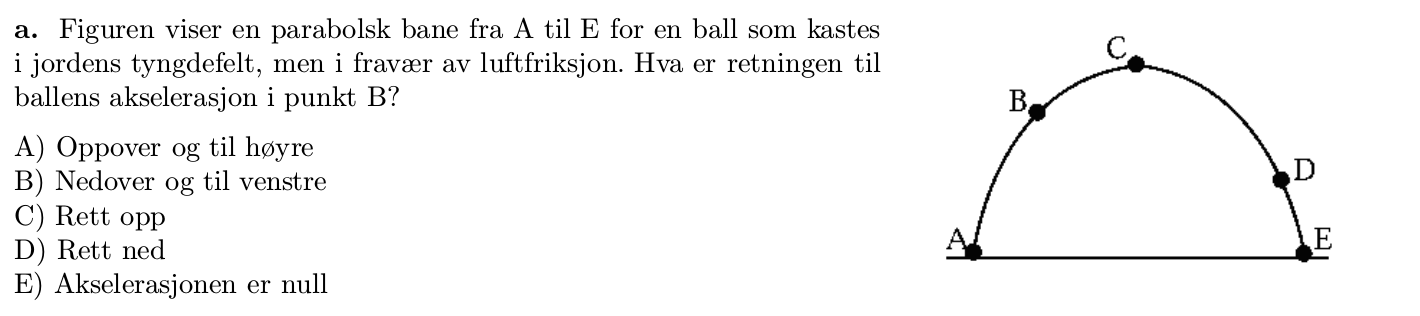 a. Figuren viser en parabolsk bane fra A til E for en ball som kastes
i jordens tyngdefelt, men i fravær av luftfriksjon. Hva er retningen til
ballens akselerasjon i punkt B?
A) Oppover og til høyre
B) Nedover og til venstre
C) Rett opp
D) Rett ned
E) Akselerasjonen er null
C
B
D
A
E